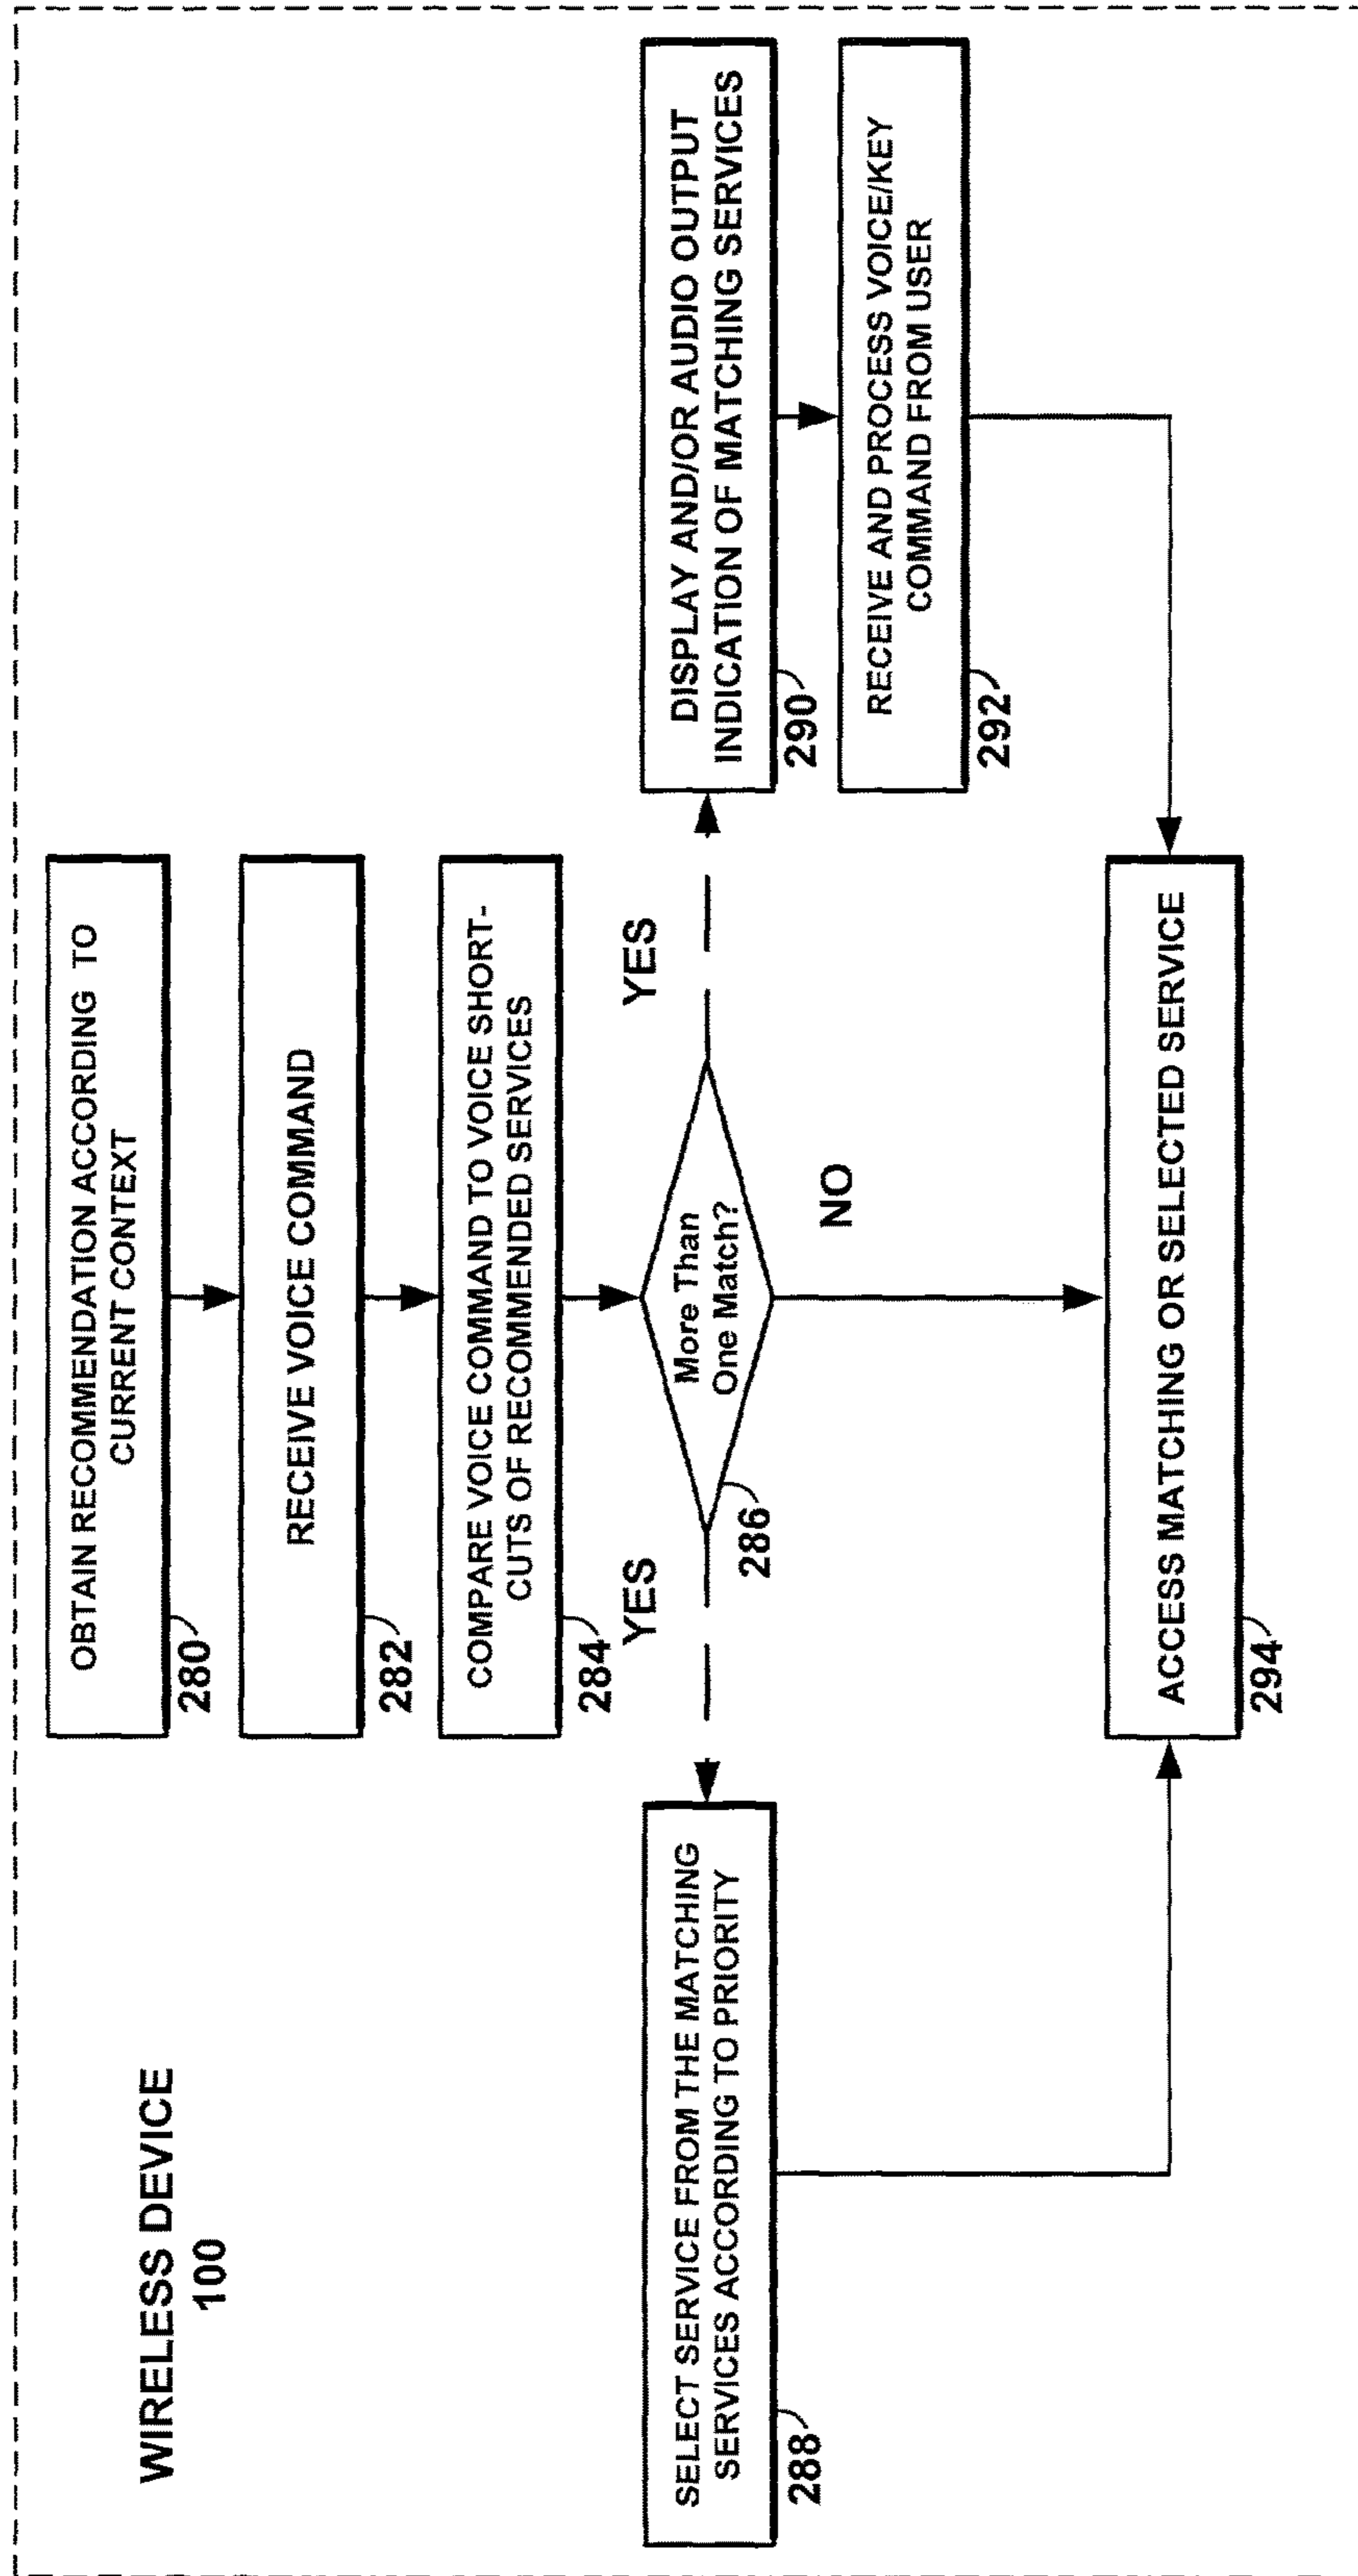 WIRELESS DEVICE
100
OBTAIN RECOMMENDATION ACCORDING TO
CURRENT CONTEXT
280
RECEIVE VOICE COMMAND
282
COMPARE VOICE COMMAND TO VOICE SHORT-
CUTS OF RECOMMENDED SERVICES
284
YES
YES
More Than
One Match?
286
NO
SELECT SERVICE FROM THE MATCHING
SERVICES ACCORDING TO PRIORITY
288
DISPLAY AND/OR AUDIO OUTPUT
INDICATION OF MATCHING SERVICES
290
RECEIVE AND PROCESS VOICE/KEY
COMMAND FROM USER
292
ACCESS MATCHING OR SELECTED SERVICE
294